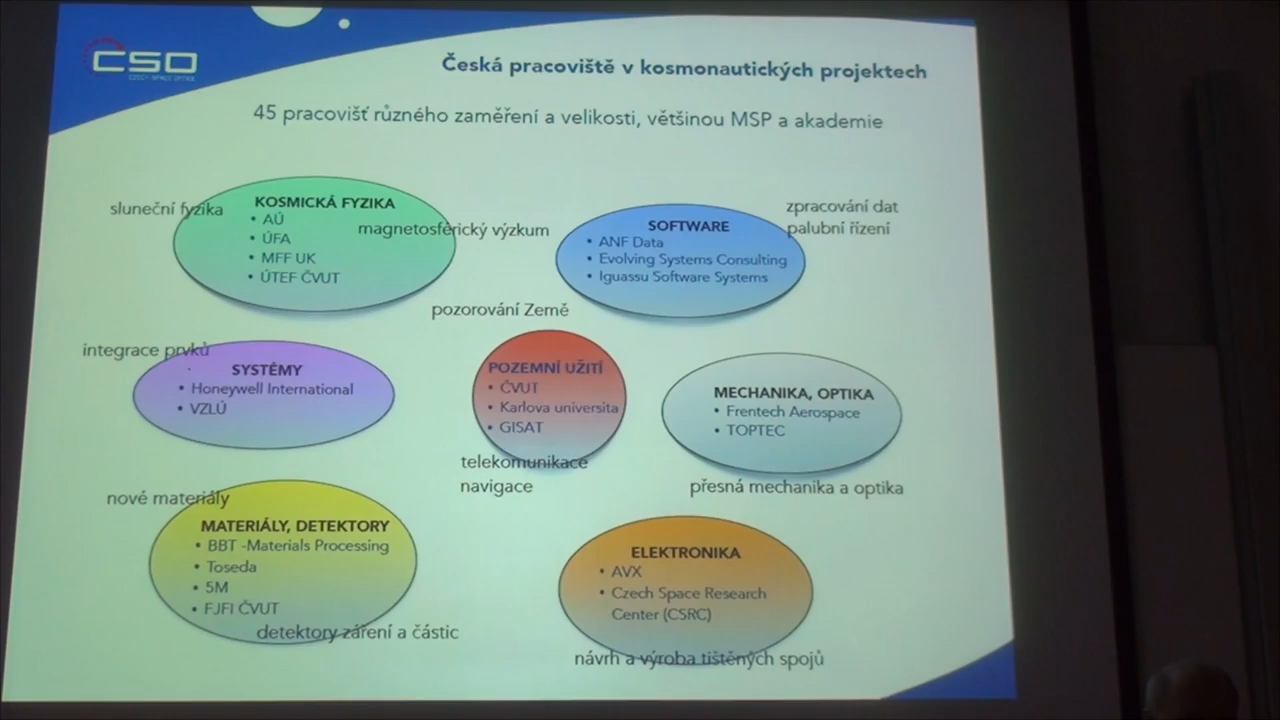 CSO
CZECH SPACE OFFICE
Česká pracoviště v kosmonautických projektech
45 pracovišť různého zaměření a velikosti, většinou MSP a akademie
sluneční fyzika
KOSMICKÁ FYZIKA
• AÚ
• ÚFA
• MFF UK
• ÚTEF ČVUT
magnetosférický výzkum
SOFTWARE
• ANF Data
• Evolving Systems Consulting
• Iguassu Software Systems
zpracování dat
palubní řízení
pozorování Země
integrace prvků
SYSTÉMY
• Honeywell International
• VZLÚ
POZEMNÍ UŽITÍ
• ČVUT
• Karlova universita
• GISAT
telekomunikace
navigace
MECHANIKA, OPTIKA
• Frentech Aerospace
• TOPTEC
přesná mechanika a optika
nové materiály
MATERIÁLY, DETEKTORY
• BBT -Materials Processing
• Toseda
• 5M
• FJFI ČVUT
detektory záření a částic
ELEKTRONIKA
• AVX
• Czech Space Research
Center (CSRC)
návrh a výroba tištěných spojů